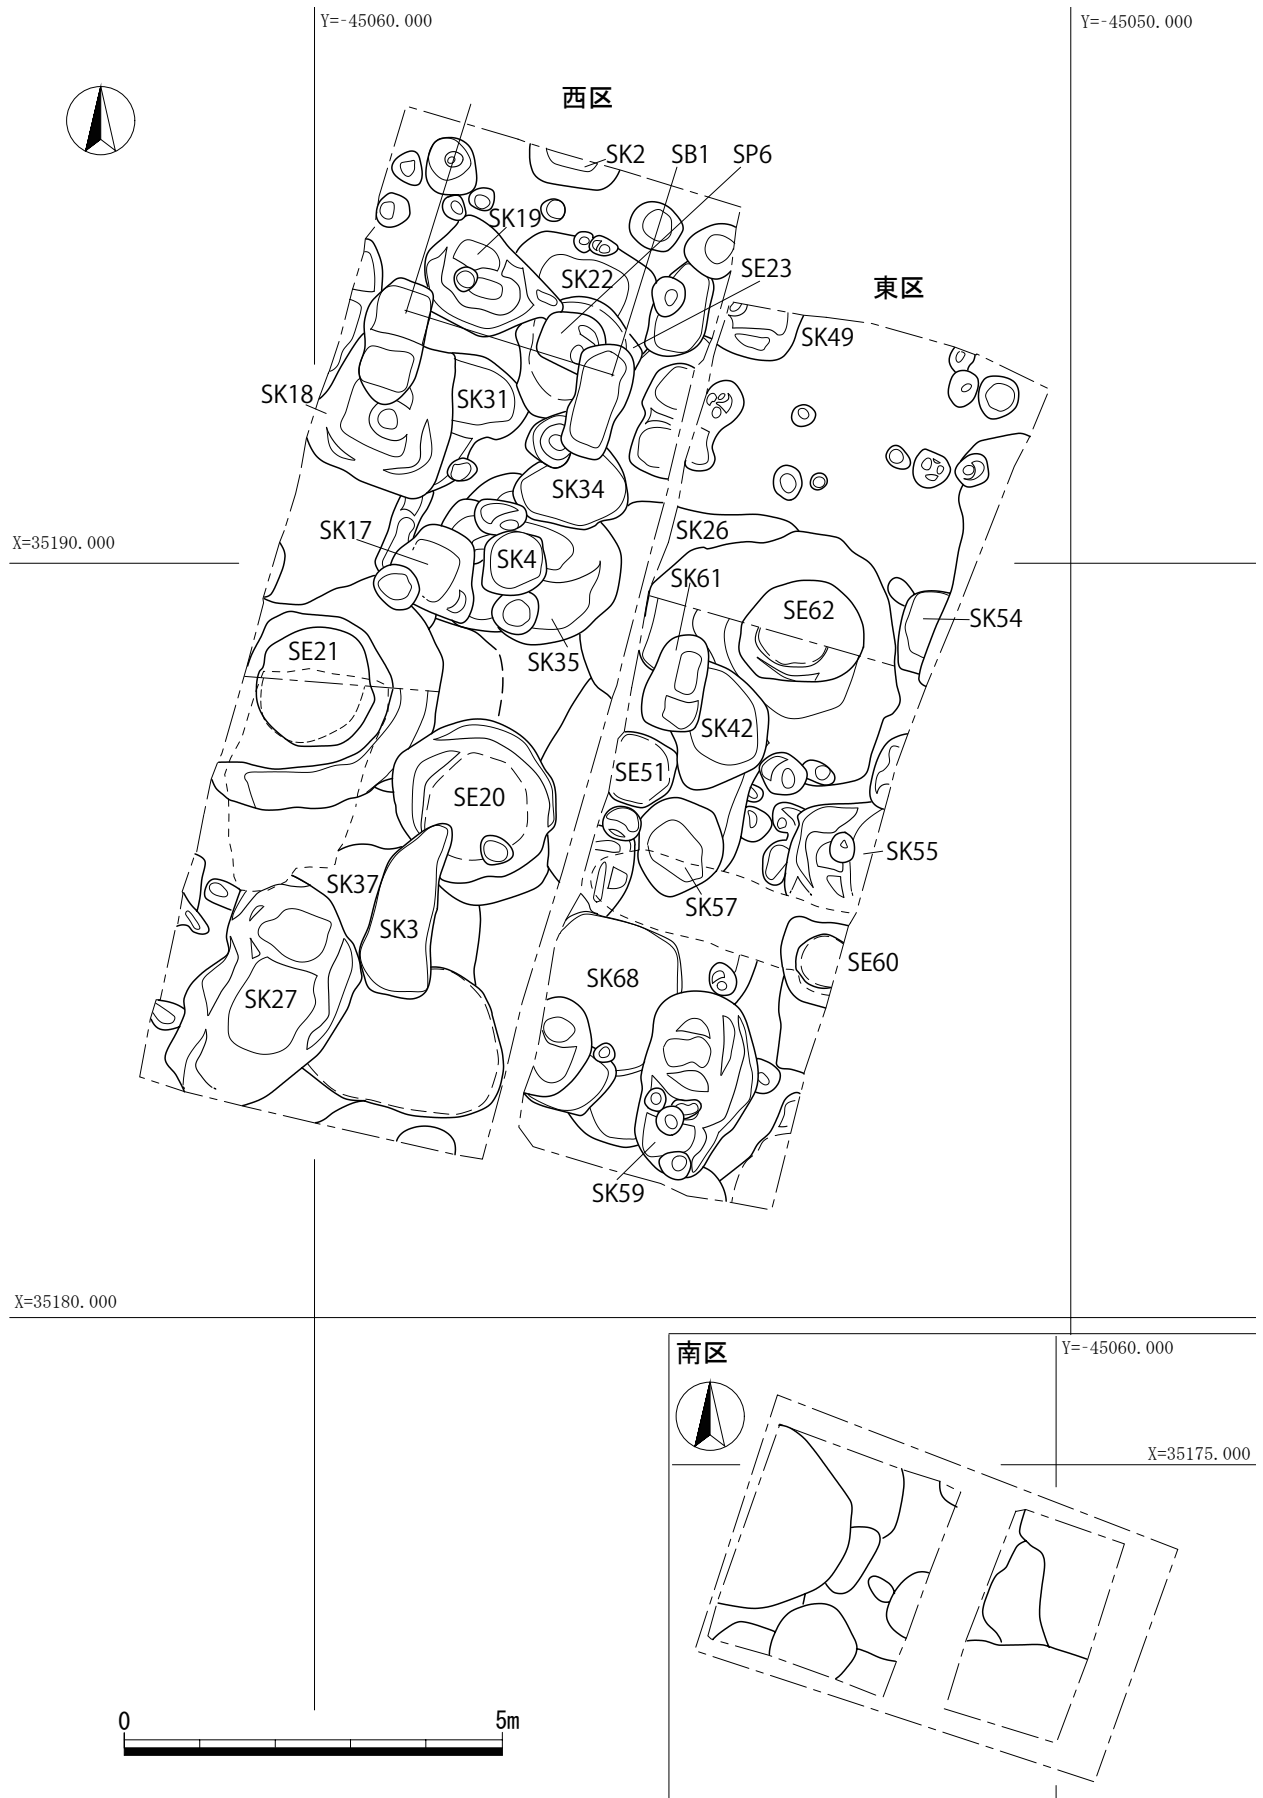 Y=-45060.000
Y=-45050.000
西区
SK2
SB1
SP6
SK19
SK22
SE23
東区
SK49
SK18
SK31
SK34
SK17
X=35190.000
SK4
SK26
SK61
SE62
SK54
SE21
SK35
SK42
SE51
SE20
SK55
SK37
SK57
SK3
SE60
SK68
SK27
SK59
X=35180.000
南区
Y=-45060.000
X=35175.000
0
5m